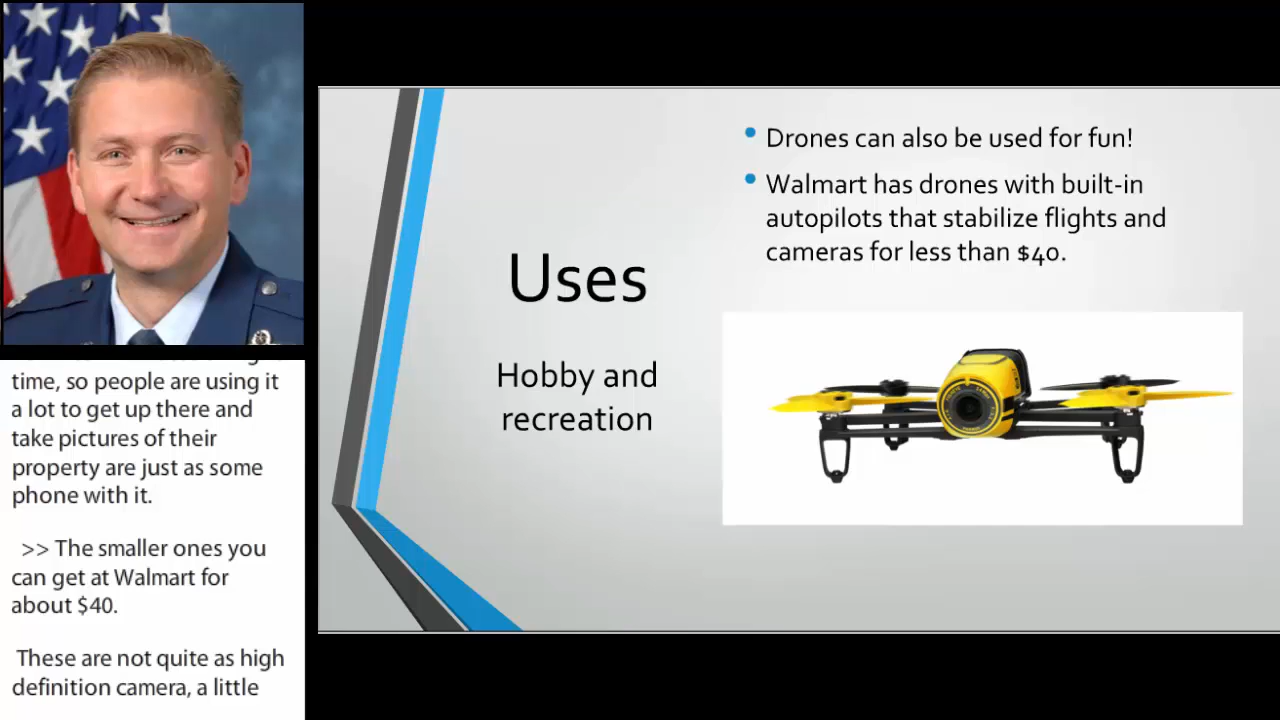 time, so people are using it
a lot to get up there and
take pictures of their
property are just as some
phone with it.
>> The smaller ones you
can get at Walmart for
about $40.
These are not quite as high
definition camera, a little
Uses
Hobby and
recreation
• Drones can also be used for fun!
• Walmart has drones with built-in
autopilots that stabilize flights and
cameras for less than $40.